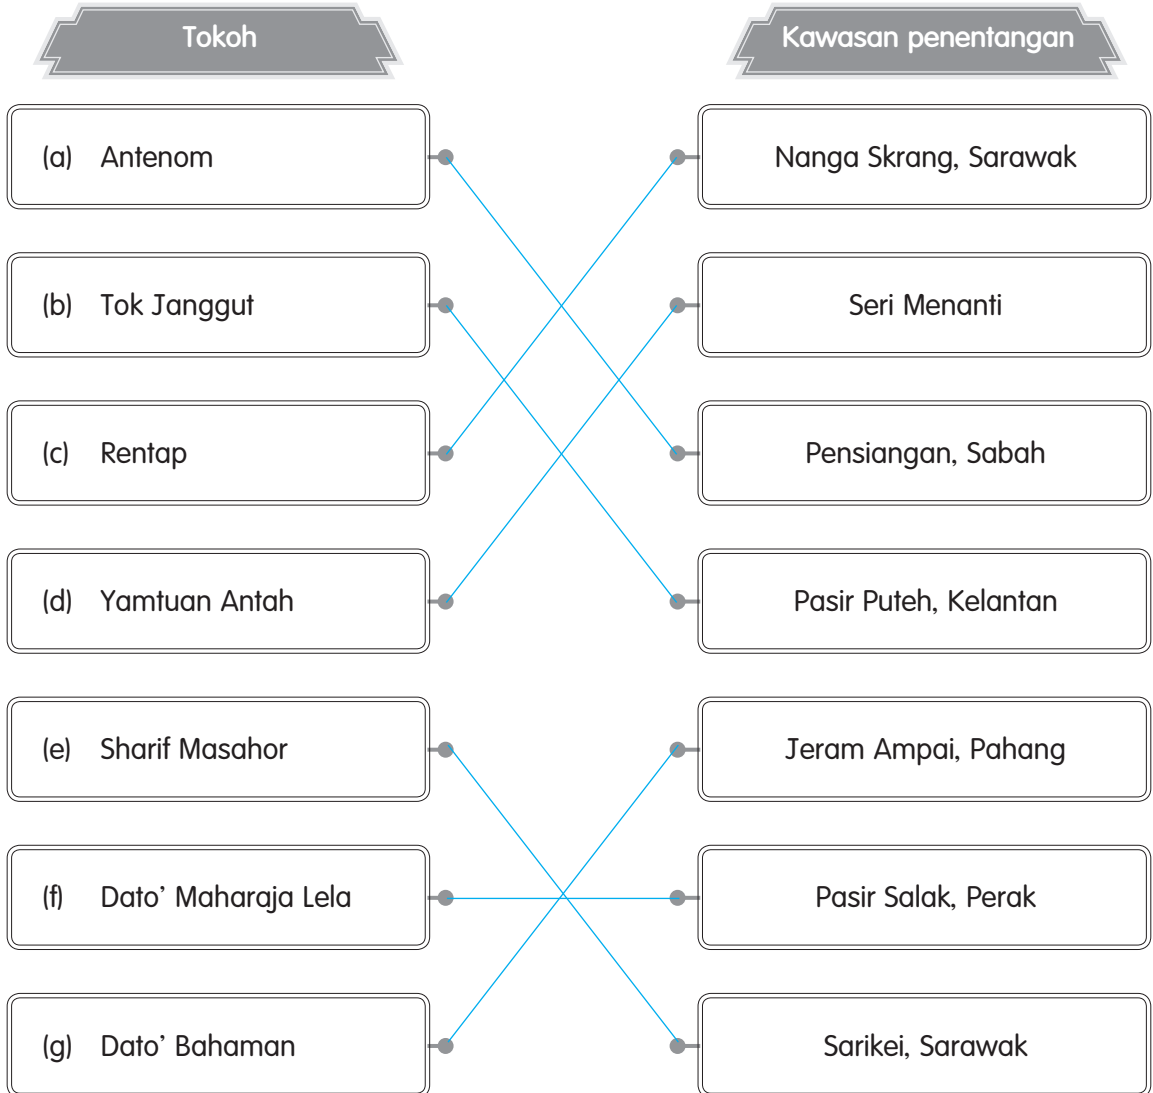 Tokoh
Kawasan penentangan
(a) Antenom
Nanga Skrang, Sarawak
(b) Tok Janggut
Seri Menanti
(c) Rentap
Pensiangan, Sabah
(d) Yamtuan Antah
Pasir Puteh, Kelantan
(e) Sharif Masahor
Jeram Ampai, Pahang
(f) Dato’ Maharaja Lela
Pasir Salak, Perak
(g) Dato’ Bahaman
Sarikei, Sarawak